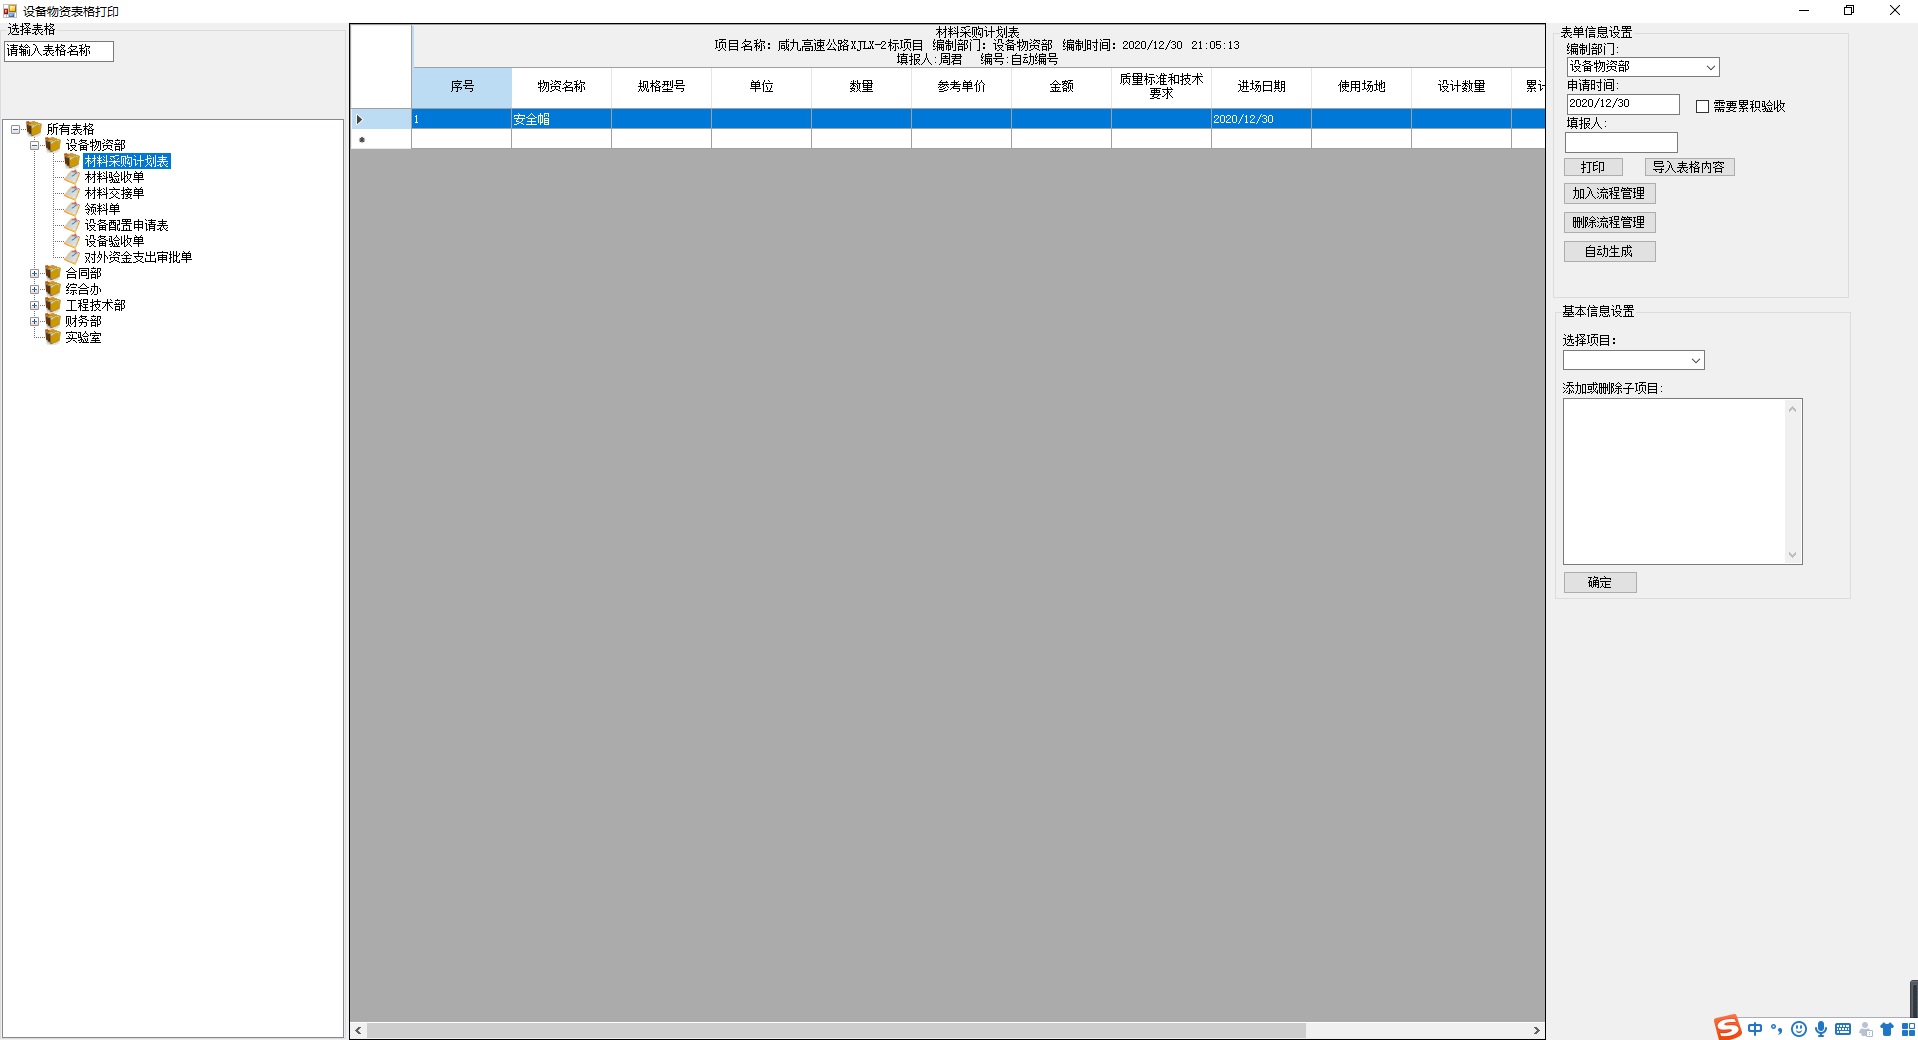 设备物资表格打印
选择表格
请输入表格名称
所有表格
设备物资部
材料采购计划表
材料验收单
材料交接单
领料单
设备配置申请表
设备验收单
对外资金支出审批单
合同部
综合办
工程技术部
财务部
实验室
材料采购计划表
项目名称：咸九高速公路XJLX-2标项目 编制部门：设备物资部 编制时间：2020/12/30 21:05:13
填报人:周君 编号:自动编号
序号 物资名称 规格型号 单位 数量 参考单价 金额 质量标准和技术要求 进场日期 使用场地 设计数量 累计
1 安全帽 2020/12/30
表单信息设置
编制部门:
设备物资部
申请时间:
2020/12/30 需要累积验收
填报人:
打印 导入表格内容
加入流程管理
删除流程管理
自动生成
基本信息设置
选择项目:
添加或删除子项目:
确定
中